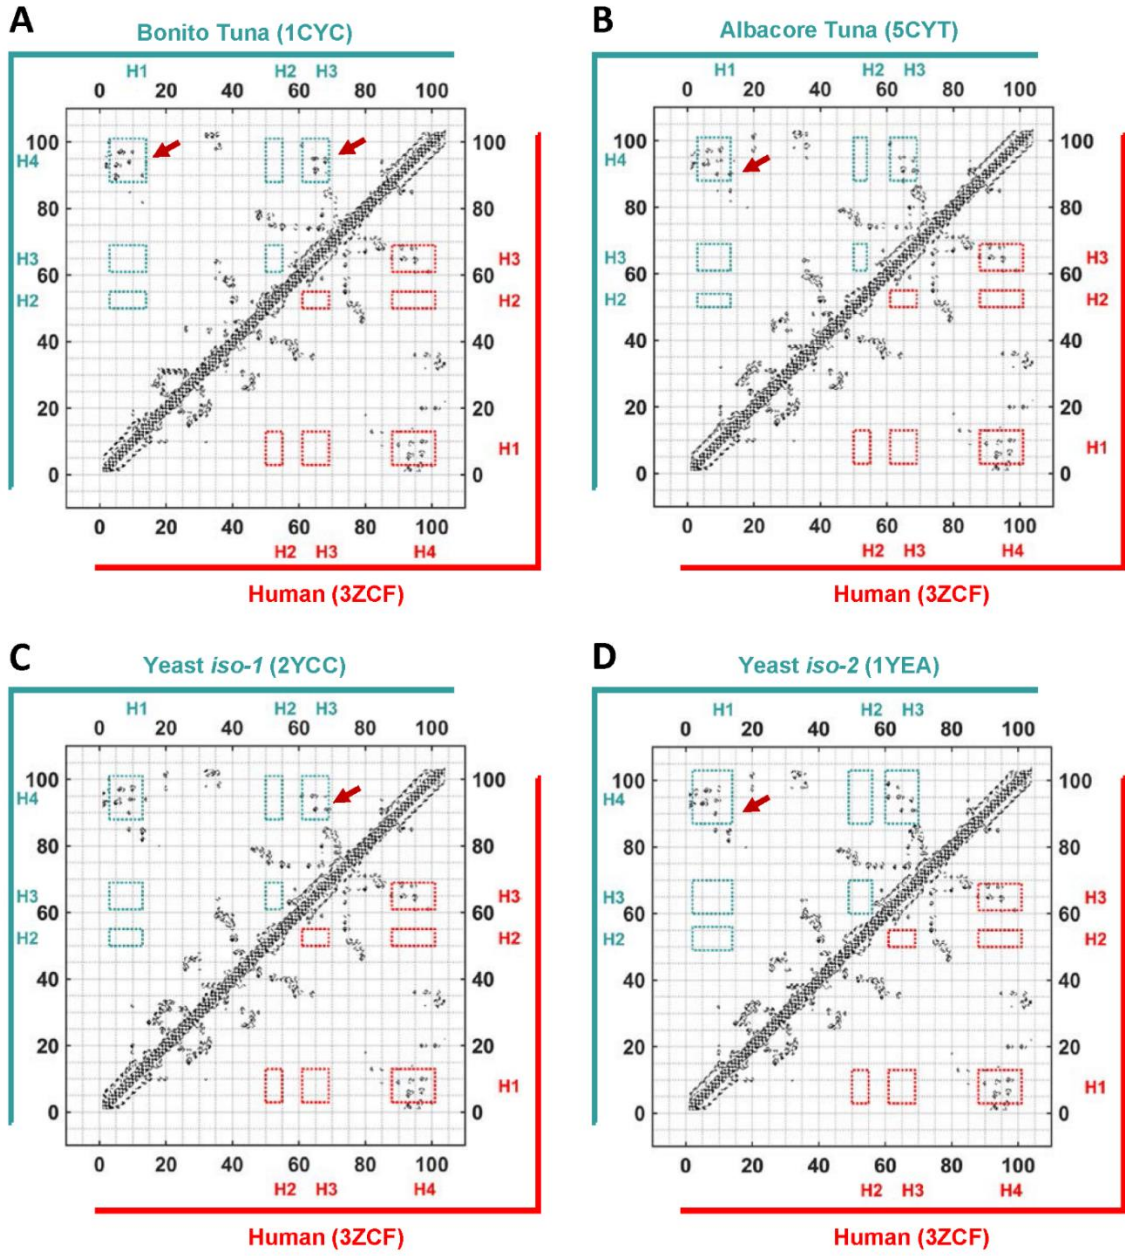 A
Bonito Tuna (1CYC)
H1 H2 H3
0 20 40 60 80 100
H4 100 100
80 80
H3 60 H3
H2 60 H2
40 40
20 20
0 0 H1
0 20 40 60 80 100
H2 H3 H4
Human (3ZCF)
B
Albacore Tuna (5CYT)
H1 H2 H3
0 20 40 60 80 100
H4 100 100
80 80
H3 60 H3
H2 60 H2
40 40
20 20
0 0 H1
0 20 40 60 80 100
H2 H3 H4
Human (3ZCF)
C
Yeast iso-1 (2YCC)
H1 H2 H3
0 20 40 60 80 100
H4 100 100
80 80
H3 60 H3
H2 60 H2
40 40
20 20
0 0 H1
0 20 40 60 80 100
H2 H3 H4
Human (3ZCF)
D
Yeast iso-2 (1YEA)
H1 H2 H3
0 20 40 60 80 100
H4 100 100
80 80
H3 60 H3
H2 60 H2
40 40
20 20
0 0 H1
0 20 40 60 80 100
H2 H3 H4
Human (3ZCF)